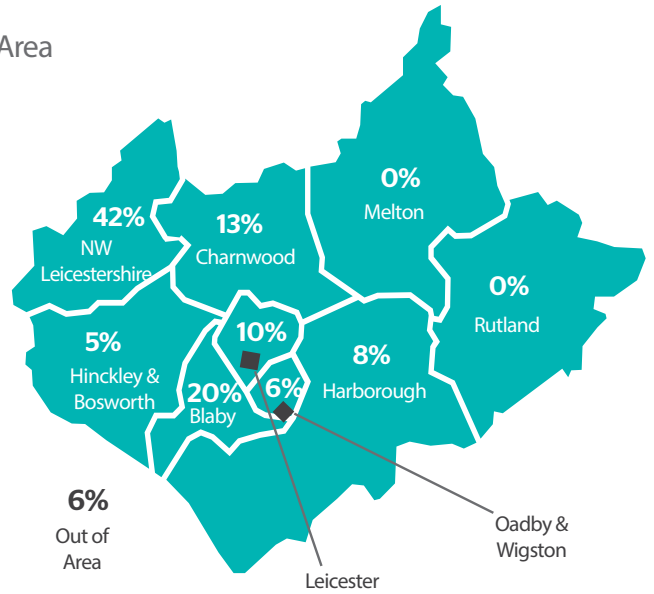 Area
0%
Melton
42%
NW
Leicestershire
13%
Charnwood
0%
Rutland
10%
5%
Hinckley &
Bosworth
8%
Harborough
20%
Blaby
6%
6%
Out of
Area
Oadby &
Wigston
Leicester